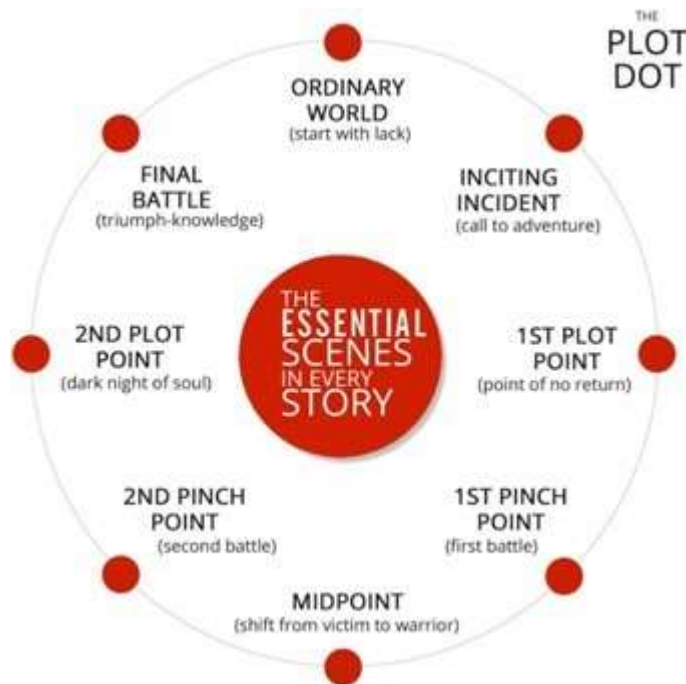 THE
PLOT
DOT
ORDINARY
WORLD
(start with lack)
INCITING
INCIDENT
(call to adventure)
1ST PLOT
POINT
(point of no return)
1ST PINCH
POINT
(first battle)
MIDPOINT
(shift from victim to warrior)
2ND PINCH
POINT
(second battle)
2ND PLOT
POINT
(dark night of soul)
FINAL
BATTLE
(triumph-knowledge)
THE
ESSENTIAL
SCENES
IN EVERY
STORY